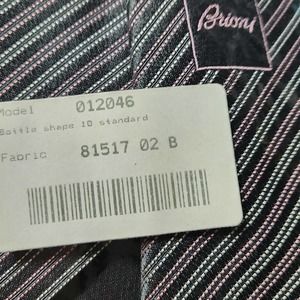 Brioni
Model 012046
Bottle shape 10 standard
Fabric 81517 02 B